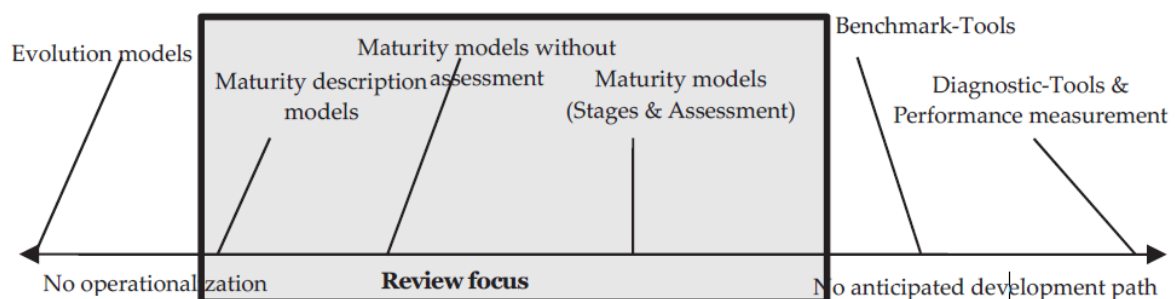 Evolution models
Maturity description
models
Maturity models without
assessment
Maturity models
(Stages & Assessment)
Benchmark-Tools
Diagnostic-Tools &
Performance measurement
No operationalization
Review focus
No anticipated development path